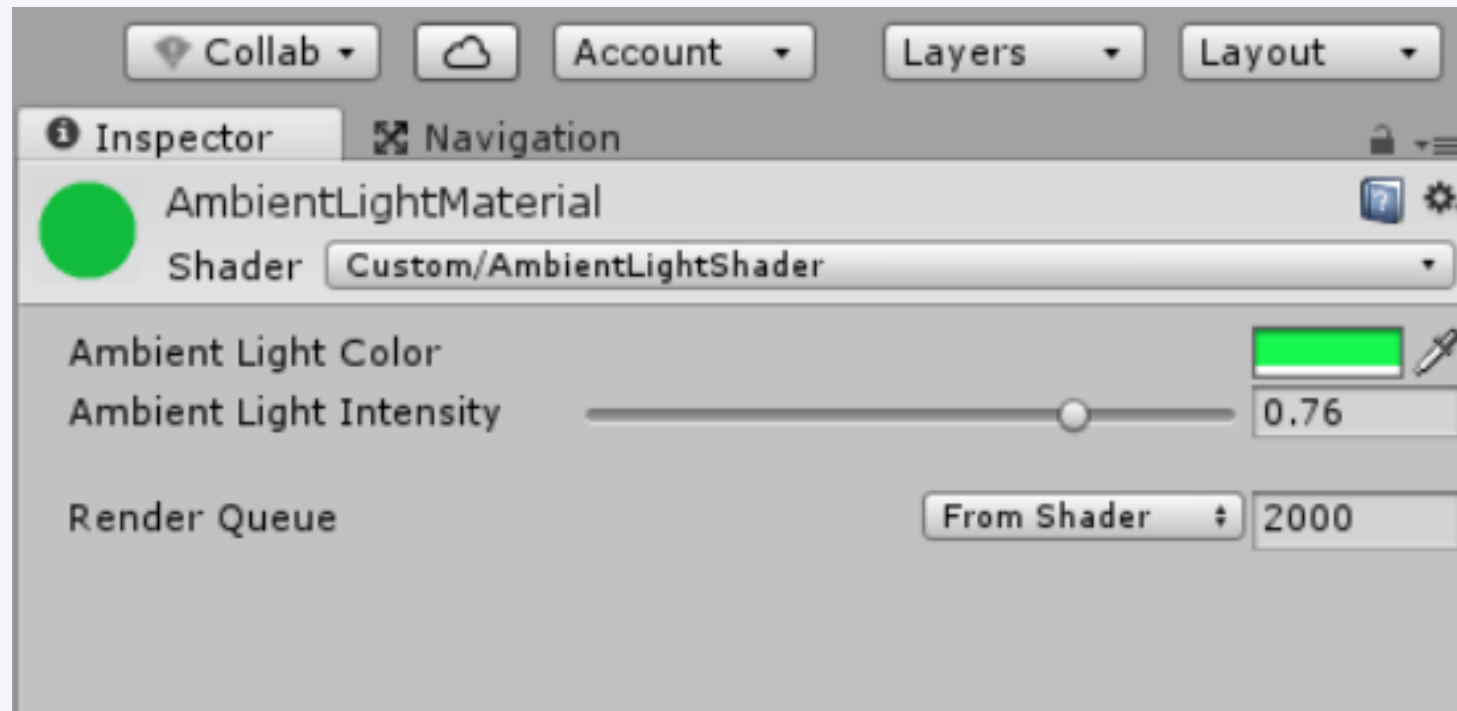 Collab Account Layers Layout
Inspector Navigation
AmbientLightMaterial
Shader Custom/AmbientLightShader
Ambient Light Color
Ambient Light Intensity 0.76
Render Queue From Shader 2000